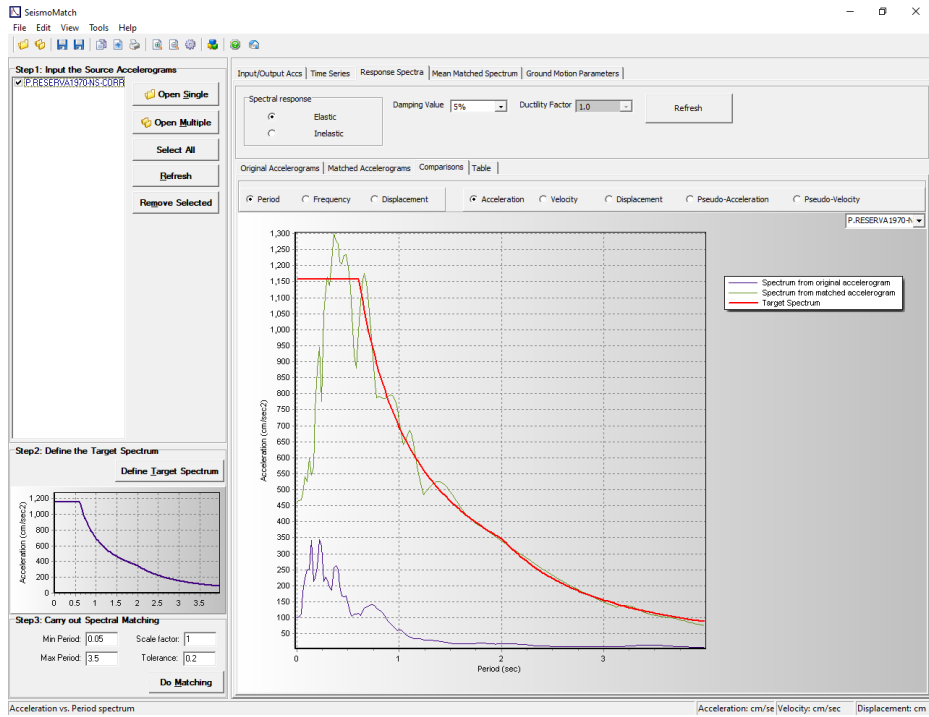 SeismoMatch
File Edit View Tools Help
Step1: Input the Source Accelerograms
P.RESERVA1970-NS-CORR
Open Single
Open Multiple
Select All
Refresh
Remove Selected
Step2: Define the Target Spectrum
Define Target Spectrum
Acceleration (cm/sec2)
1,200
1,000
800
600
400
200
0
0 0.5 1 1.5 2 2.5 3 3.5
Step3: Carry out Spectral Matching
Min Period: 0.05 Scale factor: 1
Max Period: 3.5 Tolerance: 0.2
Do Matching
Input/Output Accs Time Series Response Spectra Mean Matched Spectrum Ground Motion Parameters
Spectral response
Elastic
Inelastic
Damping Value 5% Ductility Factor 1.0 Refresh
Original Accelerograms Matched Accelerograms Comparisons Table
Period Frequency Displacement Acceleration Velocity Displacement Pseudo-Acceleration Pseudo-Velocity
P.RESERVA1970-N
Acceleration (cm/sec2)
1,300
1,250
1,200
1,150
1,100
1,050
1,000
950
900
850
800
750
700
650
600
550
500
450
400
350
300
250
200
150
100
50
0 1 2 3
Period (sec)
Spectrum from original accelerogram
Spectrum from matched accelerogram
Target Spectrum
Acceleration vs. Period spectrum Acceleration: cm/se Velocity: cm/sec Displacement: cm